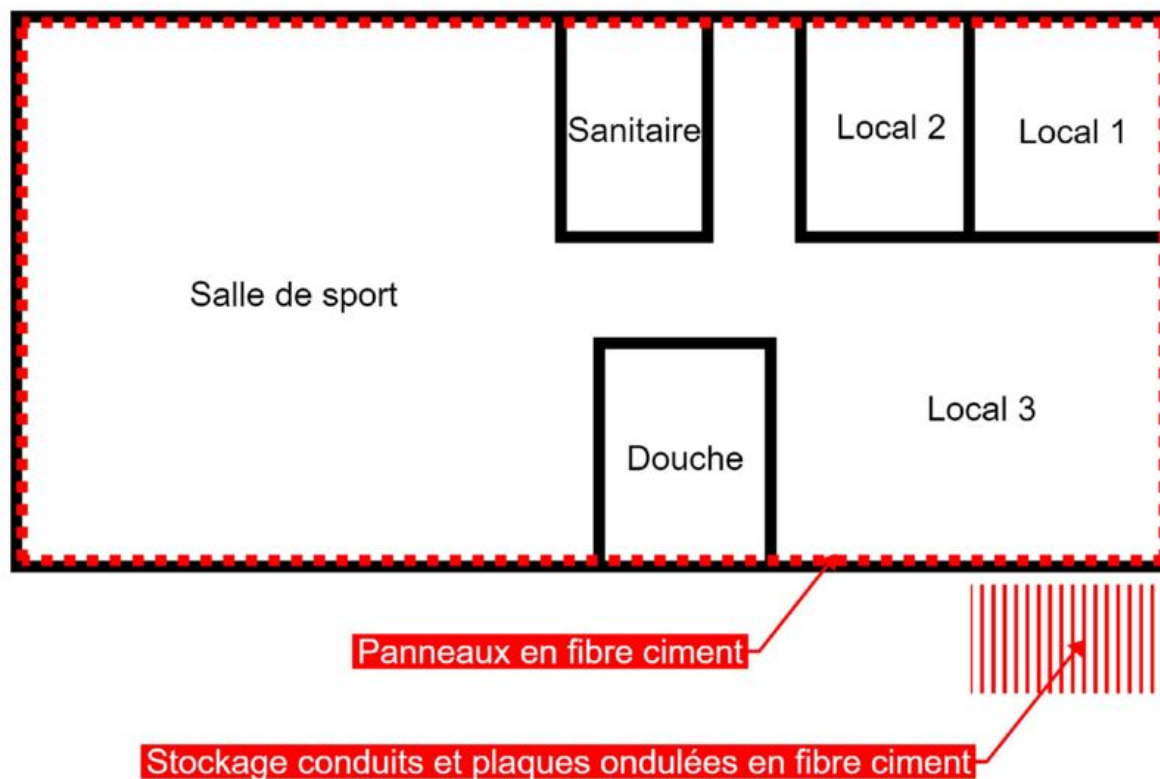 Sanitaire
Local 2
Local 1
Salle de sport
Local 3
Douche
Panneaux en fibre ciment
Stockage conduits et plaques ondulées en fibre ciment